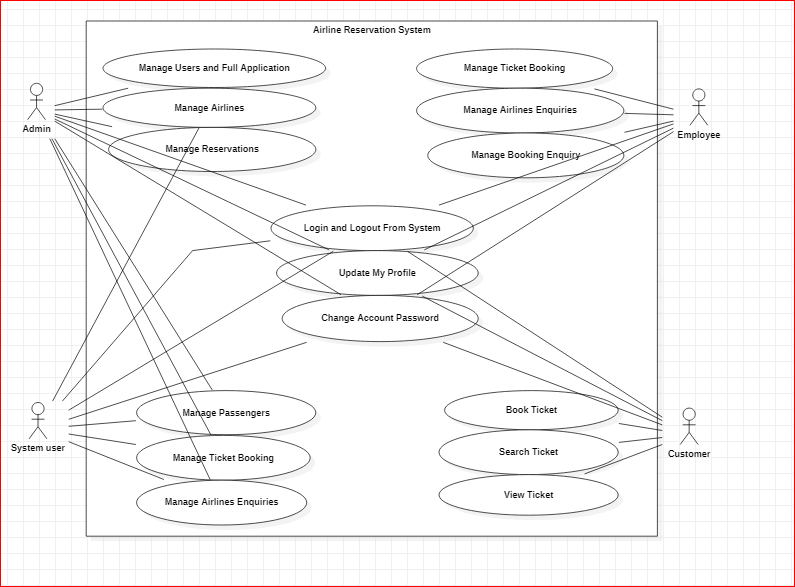 Airline Reservation System
Manage Users and Full Application
Manage Ticket Booking
Manage Airlines
Manage Airlines Enquiries
Admin
Employee
Manage Reservations
Manage Booking Enquiry
Login and Logout From System
Update My Profile
Change Account Password
Manage Passengers
Book Ticket
System user
Search Ticket
Customer
Manage Ticket Booking
Manage Airlines Enquiries
View Ticket